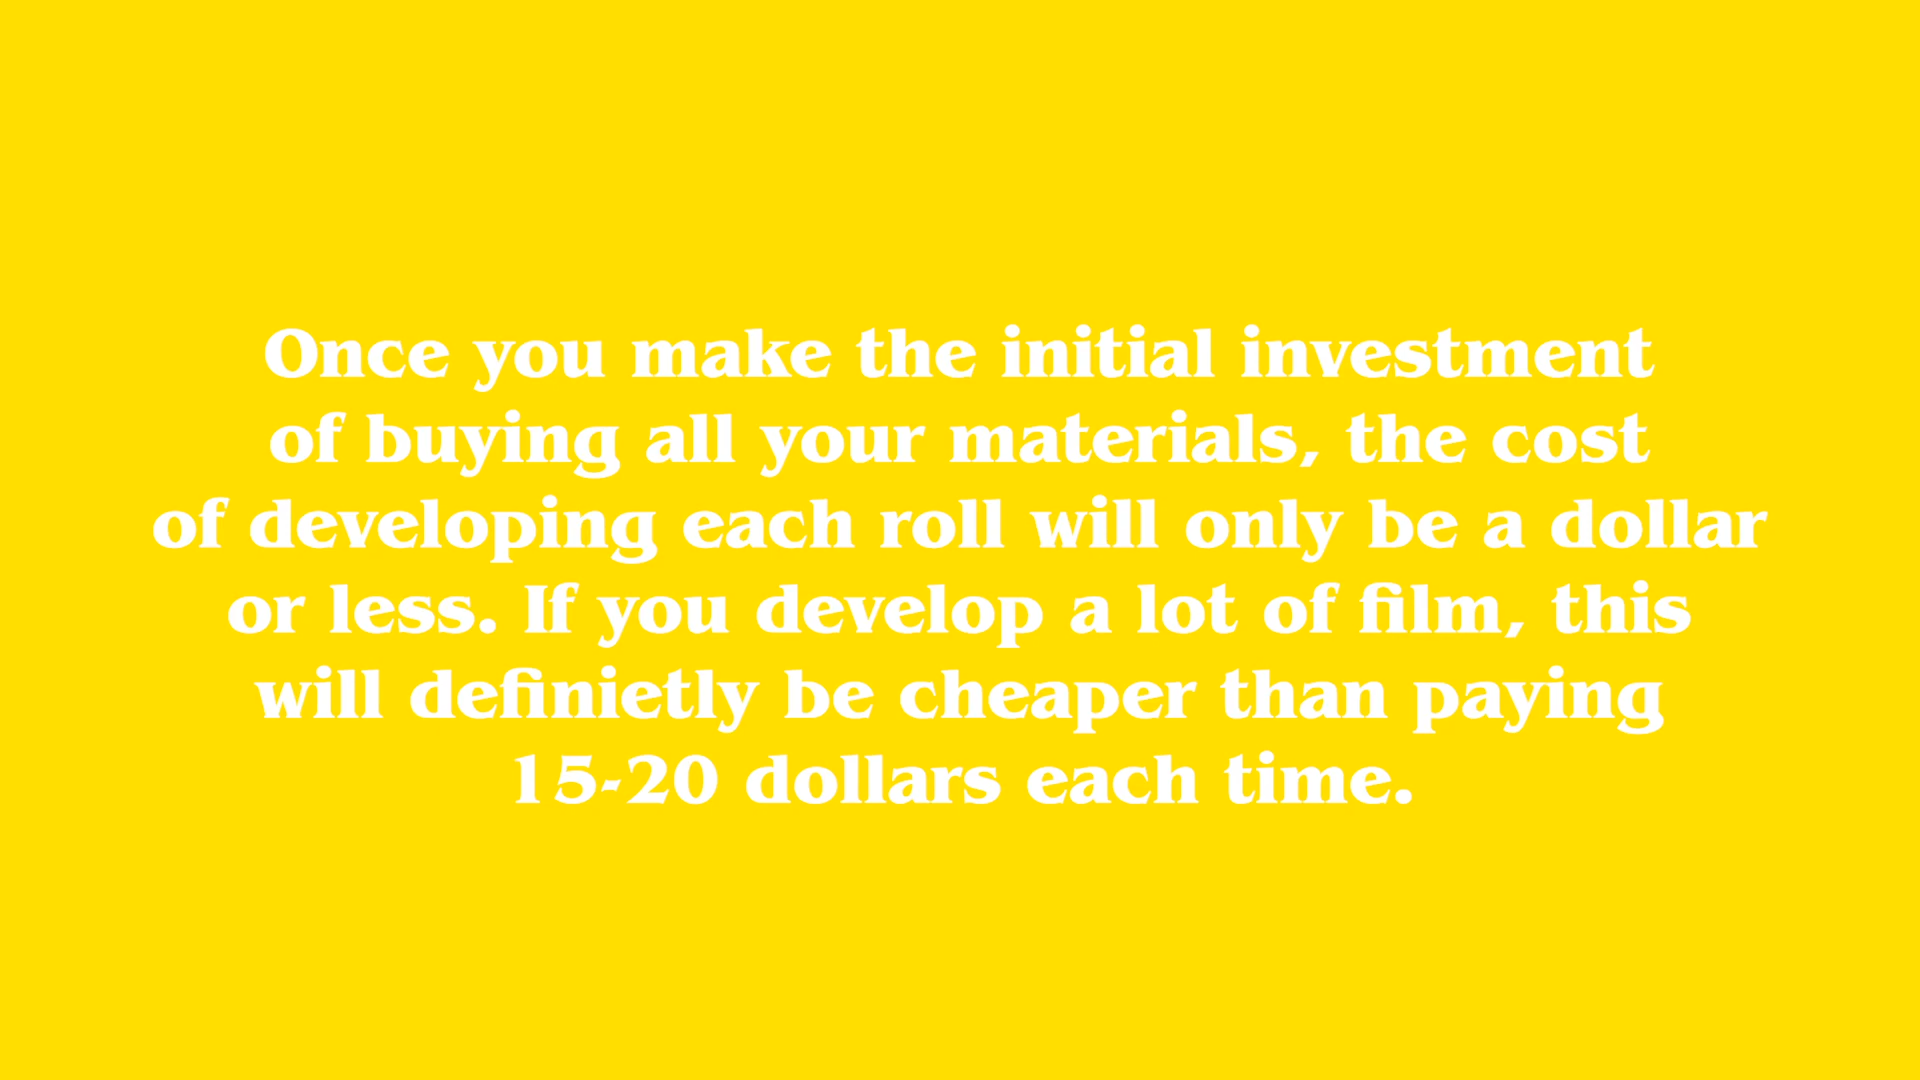 Once you make the initial investment
of buying all your materials, the cost
of developing each roll will only be a dollar
or less. If you develop a lot of film, this
will definietly be cheaper than paying
15-20 dollars each time.